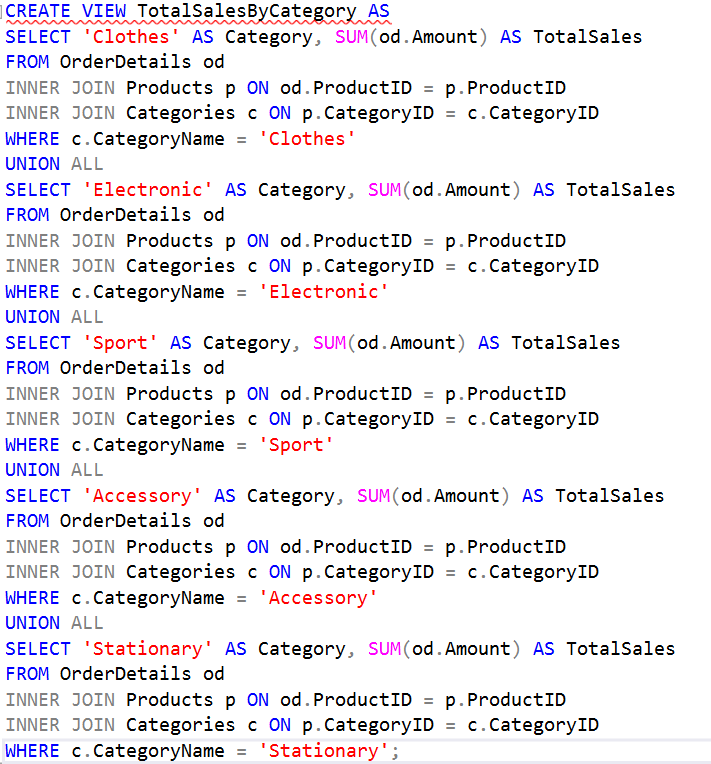 CREATE VIEW TotalSalesByCategory AS
SELECT 'Clothes' AS Category, SUM(od.Amount) AS TotalSales
FROM OrderDetails od
INNER JOIN Products p ON od.ProductID = p.ProductID
INNER JOIN Categories c ON p.CategoryID = c.CategoryID
WHERE c.CategoryName = 'Clothes'
UNION ALL
SELECT 'Electronic' AS Category, SUM(od.Amount) AS TotalSales
FROM OrderDetails od
INNER JOIN Products p ON od.ProductID = p.ProductID
INNER JOIN Categories c ON p.CategoryID = c.CategoryID
WHERE c.CategoryName = 'Electronic'
UNION ALL
SELECT 'Sport' AS Category, SUM(od.Amount) AS TotalSales
FROM OrderDetails od
INNER JOIN Products p ON od.ProductID = p.ProductID
INNER JOIN Categories c ON p.CategoryID = c.CategoryID
WHERE c.CategoryName = 'Sport'
UNION ALL
SELECT 'Accessory' AS Category, SUM(od.Amount) AS TotalSales
FROM OrderDetails od
INNER JOIN Products p ON od.ProductID = p.ProductID
INNER JOIN Categories c ON p.CategoryID = c.CategoryID
WHERE c.CategoryName = 'Accessory'
UNION ALL
SELECT 'Stationary' AS Category, SUM(od.Amount) AS TotalSales
FROM OrderDetails od
INNER JOIN Products p ON od.ProductID = p.ProductID
INNER JOIN Categories c ON p.CategoryID = c.CategoryID
WHERE c.CategoryName = 'Stationary';